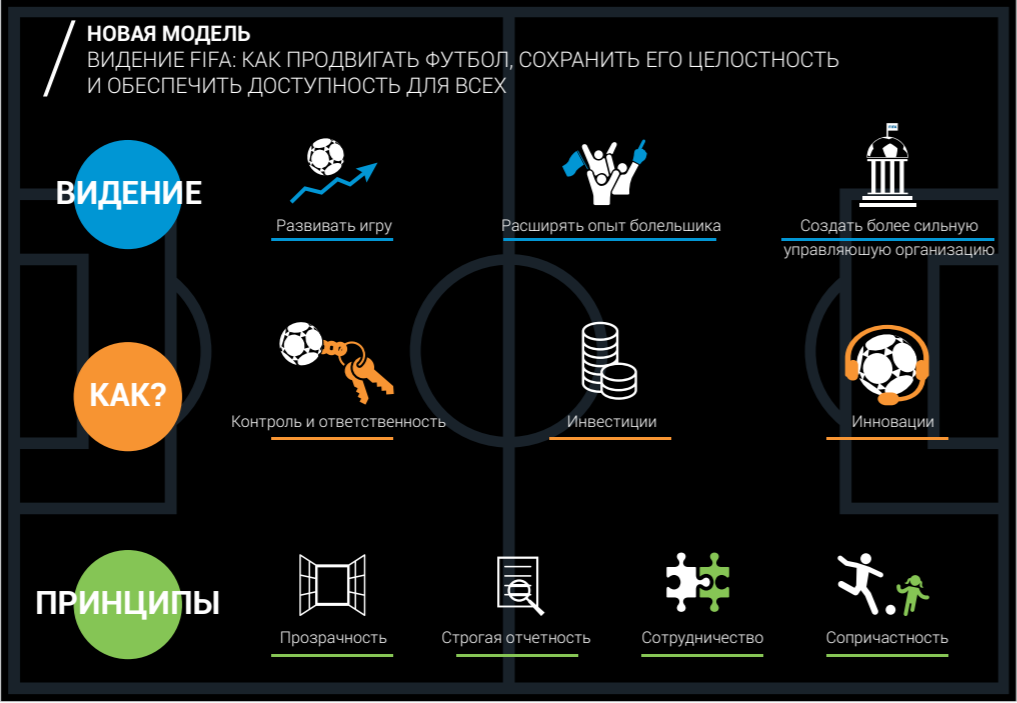 НОВАЯ МОДЕЛЬ
ВИДЕНИЕ FIFA: КАК ПРОДВИГАТЬ ФУТБОЛ, СОХРАНИТЬ ЕГО ЦЕЛОСТНОСТЬ
И ОБЕСПЕЧИТЬ ДОСТУПНОСТЬ ДЛЯ ВСЕХ
ВИДЕНИЕ
FIFA
Развивать игру
Расширять опыт болельшика
Создать более сильную
управляюшую организацию
КАК?
Контроль и ответственность
Инвестиции
Инновации
ПРИНЦИПЫ
Прозрачность
Строгая отчетность
Сотрудничество
Сопричастность